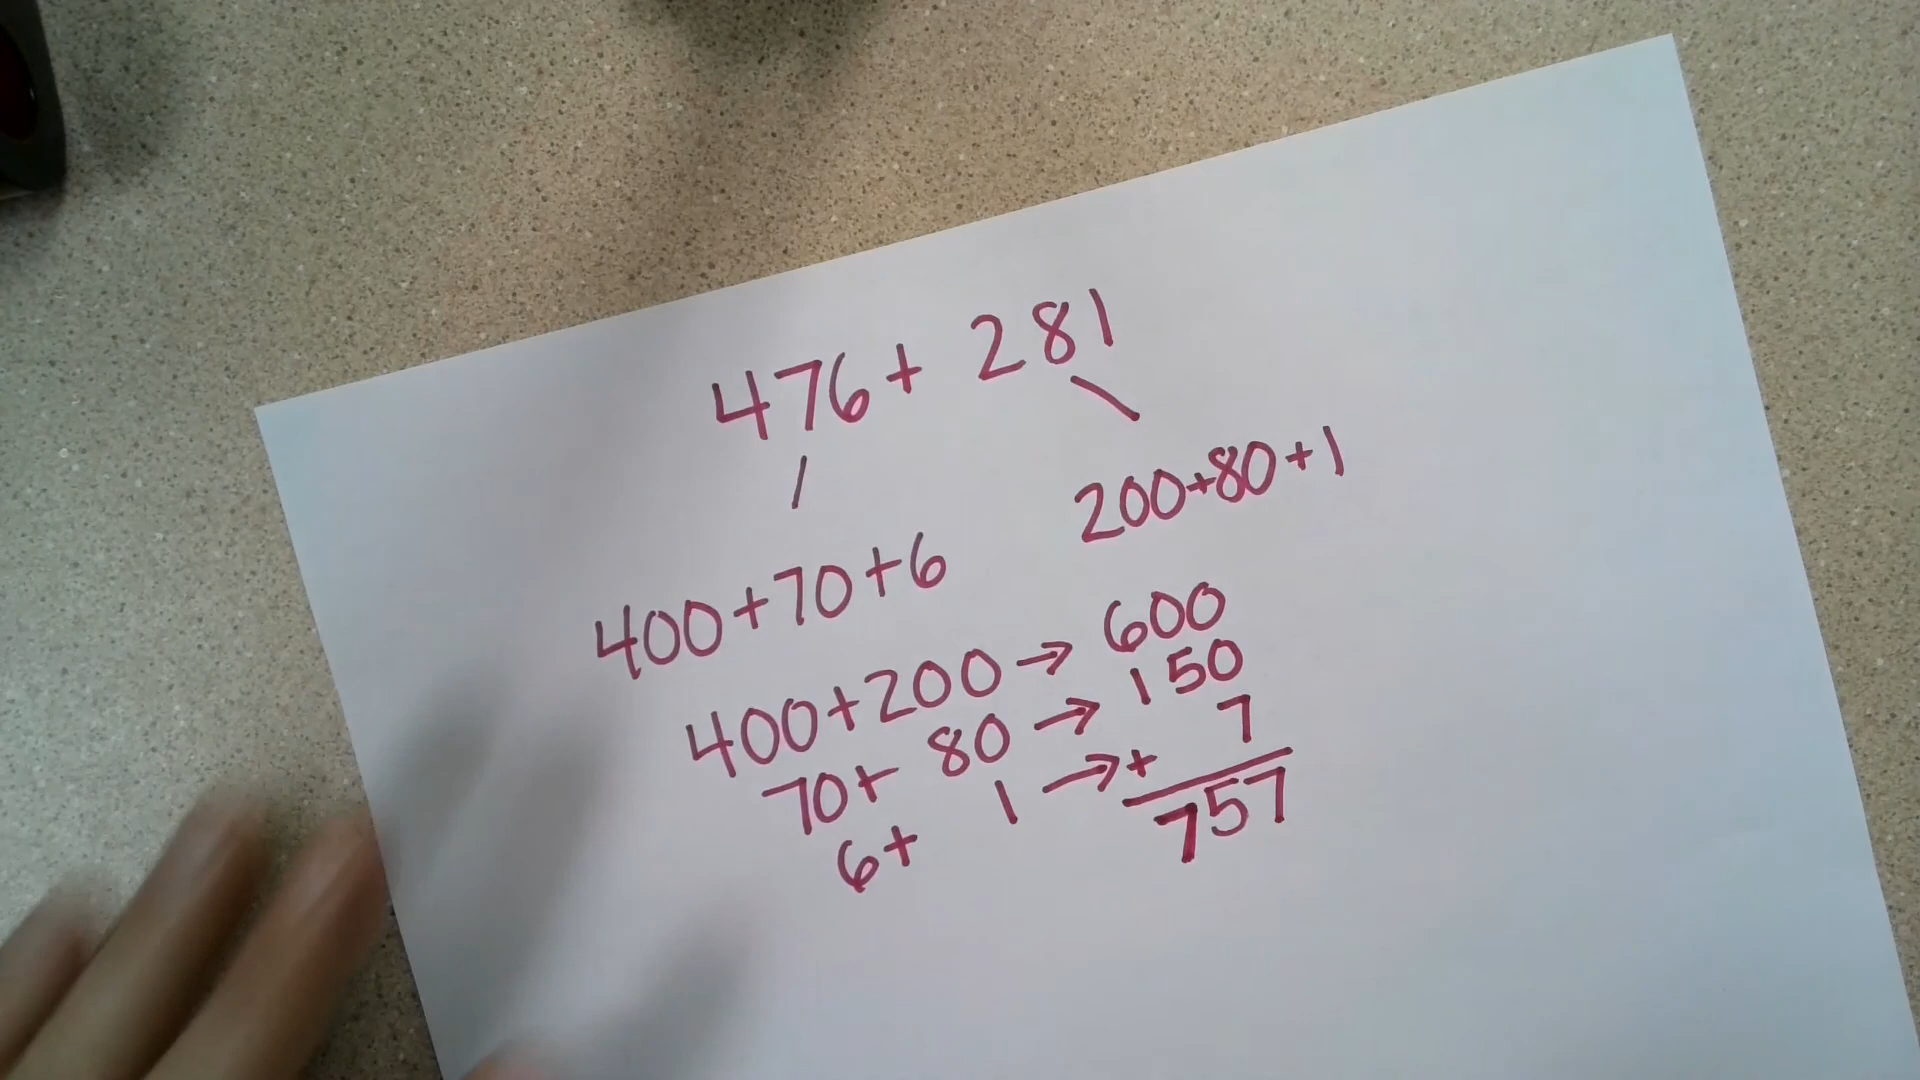 476 + 281
200+80+1
400+70+6
400+200 → 600
70+ 80 → 150
6+ 1 → + 7
757